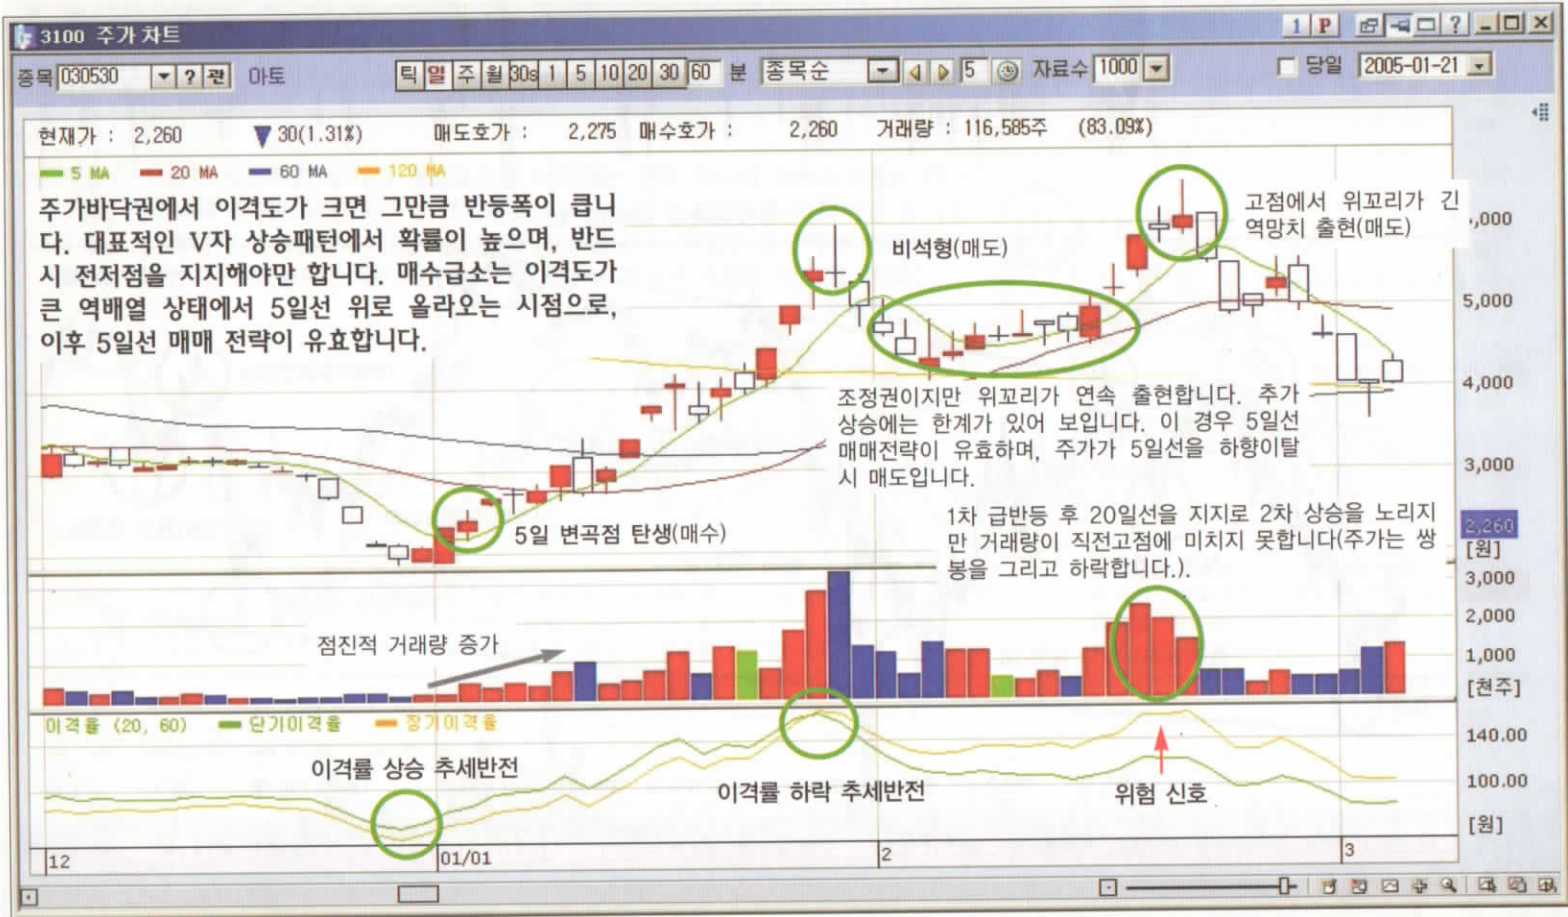 3100 주가 차트
1 P
?
종목 030530 ? 관 아토 틱 일 주 월 30s 1 5 10 20 30 60 분 종목순 5 자료수 1000 당일 2005-01-21
현재가 : 2,260 ▼ 30(1.31%) 매도호가 : 2,275 매수호가 : 2,260 거래량 : 116,585주 (83.09%)
5 MA 20 MA 60 MA 120 MA
주가바닥권에서 이격도가 크면 그만큼 반등폭이 큽니
다. 대표적인 V자 상승패턴에서 확률이 높으며, 반드
시 전저점을 지지해야만 합니다. 매수급소는 이격도가
큰 역배열 상태에서 5일선 위로 올라오는 시점으로,
이후 5일선 매매 전략이 유효합니다.
비석형(매도)
고점에서 위꼬리가 긴
역망치 출현(매도)
,000
5,000
4,000
3,000
2,260
[원]
조정권이지만 위꼬리가 연속 출현합니다. 추가
상승에는 한계가 있어 보입니다. 이 경우 5일선
매매전략이 유효하며, 주가가 5일선을 하향이탈
시 매도입니다.
5일 변곡점 탄생(매수)
1차 급반등 후 20일선을 지지로 2차 상승을 노리지
만 거래량이 직전고점에 미치지 못합니다(주가는 쌍
봉을 그리고 하락합니다.).
3,000
2,000
1,000
[천주]
점진적 거래량 증가
이격율 (20, 60) 단기이격율 장기이격율
140.00
100.00
[원]
이격률 상승 추세반전
이격률 하락 추세반전
위험 신호
12 01/01 2 3